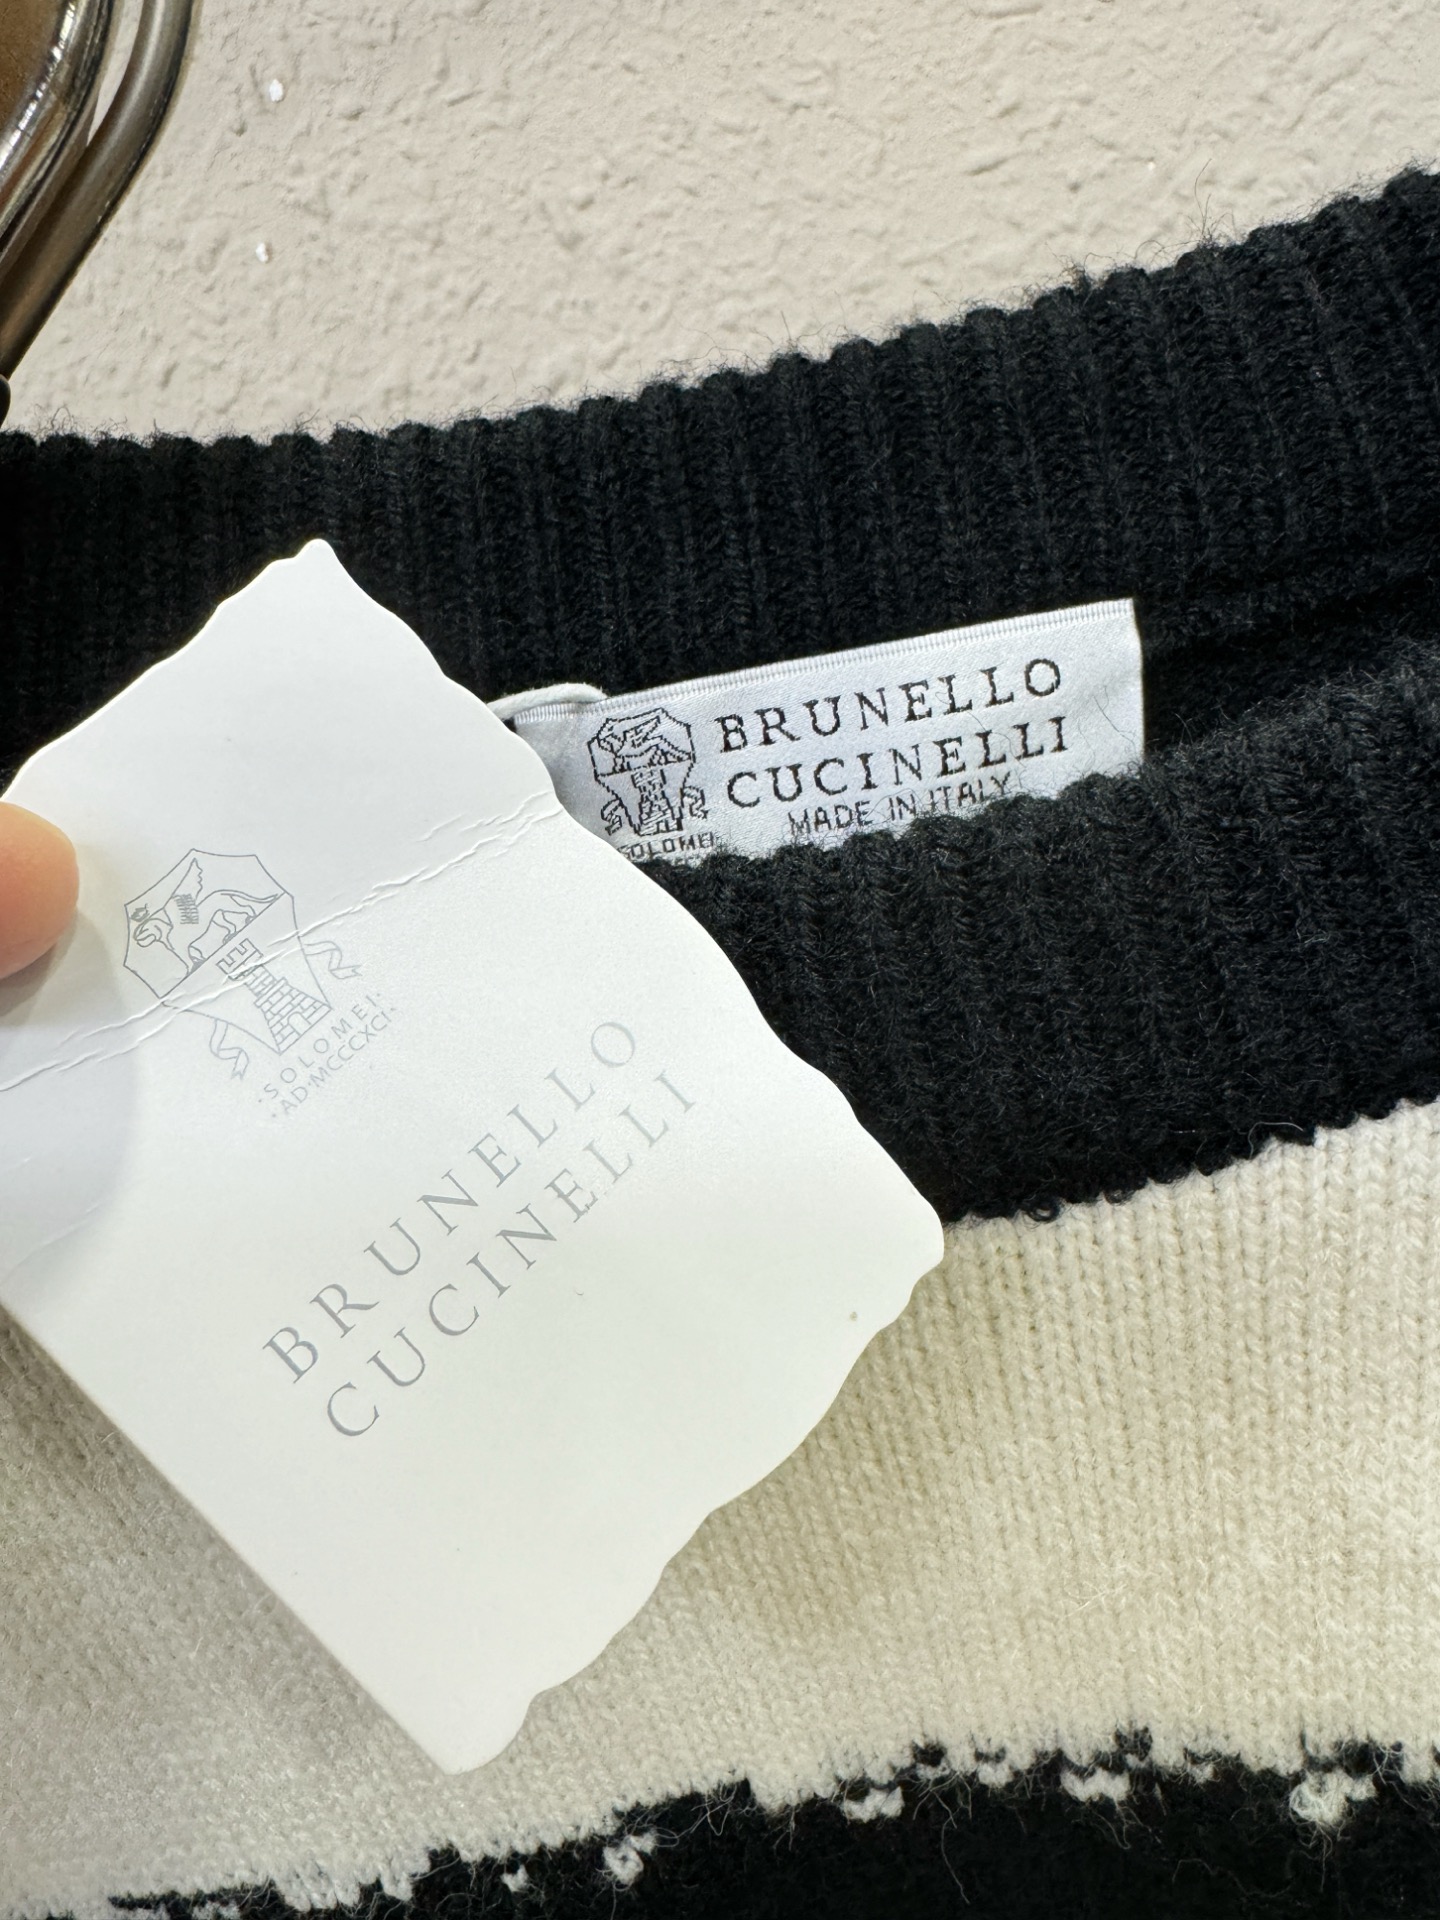 BRUNELLO
CUCINELLI
MADE IN ITALY
SOLOMEI
·SOLOMEI·
·AD·MCCCXCI·
BRUNELLO
CUCINELLI